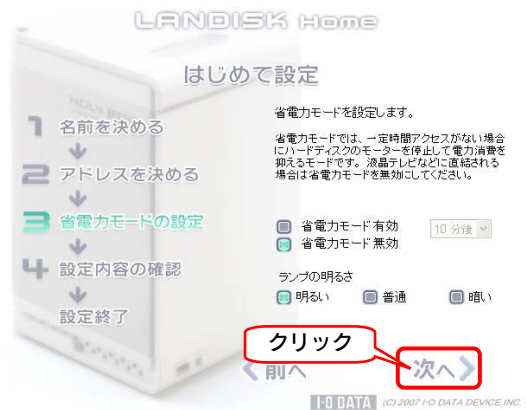 LANDISK Home
はじめて設定
1 名前を決める
2 アドレスを決める
3 省電力モードの設定
4 設定内容の確認
設定終了
省電力モードを設定します。
省電力モードでは、一定時間アクセスがない場合
にハードディスクのモーターを停止して電力消費を
抑えるモードです。液晶テレビなどに直結される
場合は省電力モードを無効にしてください。
省電力モード有効 10 分後
省電力モード無効
ランプの明るさ
明るい 普通 暗い
クリック
前へ 次へ
I-O DATA (C) 2007 I-O DATA DEVICE,INC.